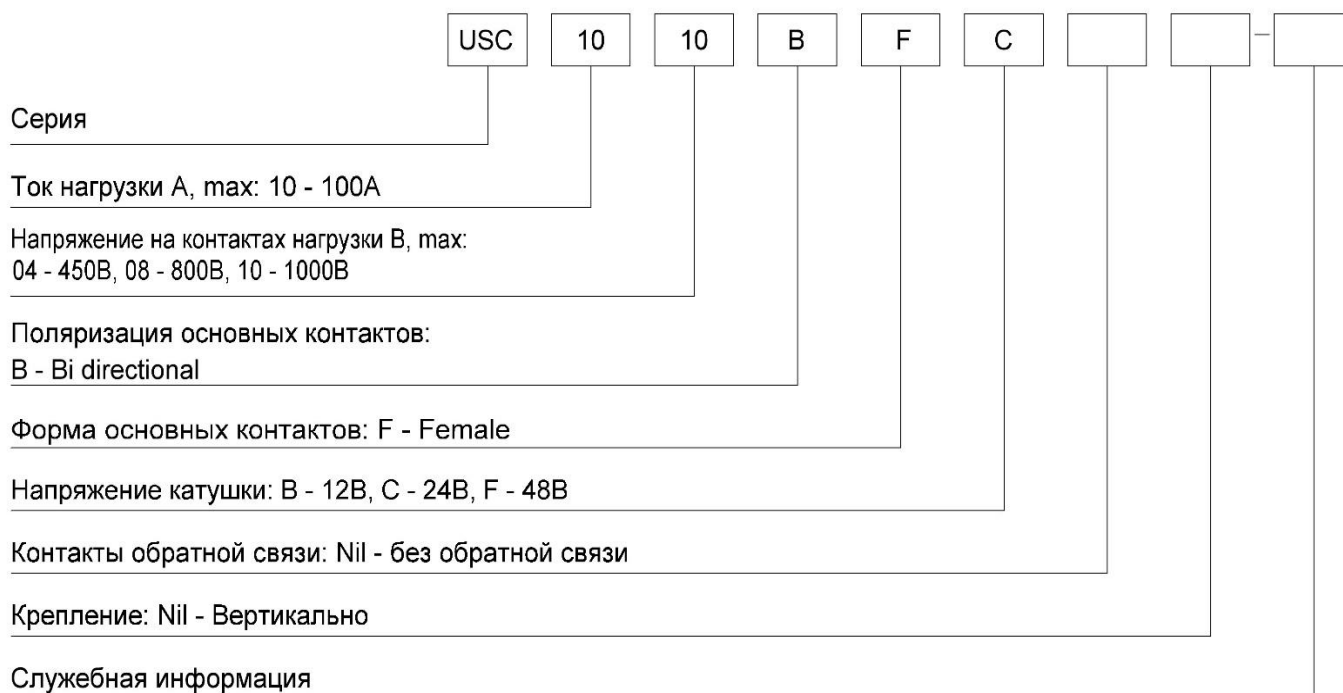 USC 10 10 B F C –
Серия
Ток нагрузки А, max: 10 - 100А
Напряжение на контактах нагрузки В, max:
04 - 450В, 08 - 800В, 10 - 1000В
Поляризация основных контактов:
B - Bi directional
Форма основных контактов: F - Female
Напряжение катушки: B - 12В, C - 24В, F - 48В
Контакты обратной связи: Nil - без обратной связи
Крепление: Nil - Вертикально
Служебная информация